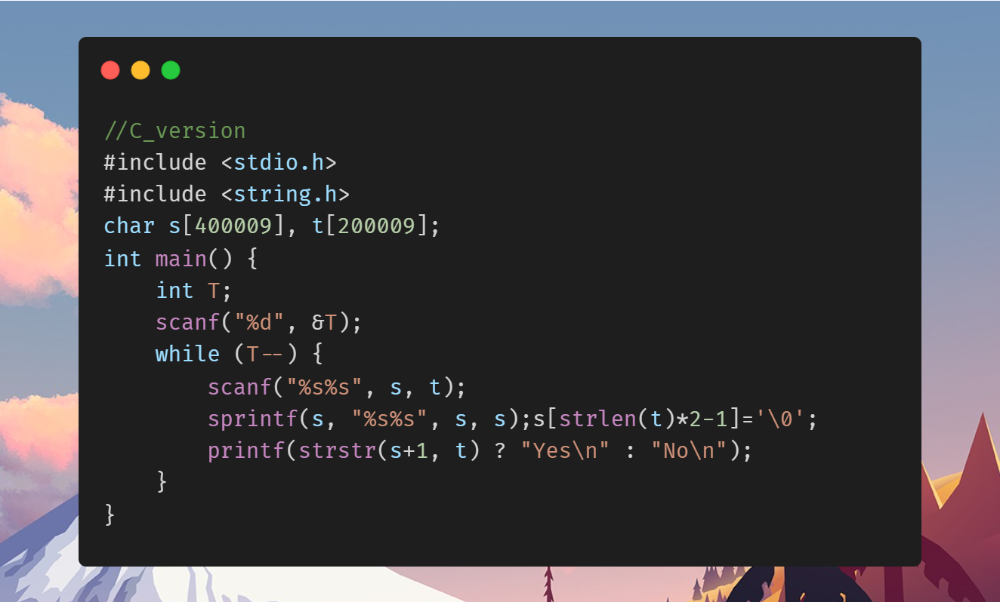 //C_version
#include <stdio.h>
#include <string.h>
char s[400009], t[200009];
int main() {
    int T;
    scanf("%d", &T);
    while (T--) {
        scanf("%s%s", s, t);
        sprintf(s, "%s%s", s, s);s[strlen(t)*2-1]='\0';
        printf(strstr(s+1, t) ? "Yes\n" : "No\n");
    }
}